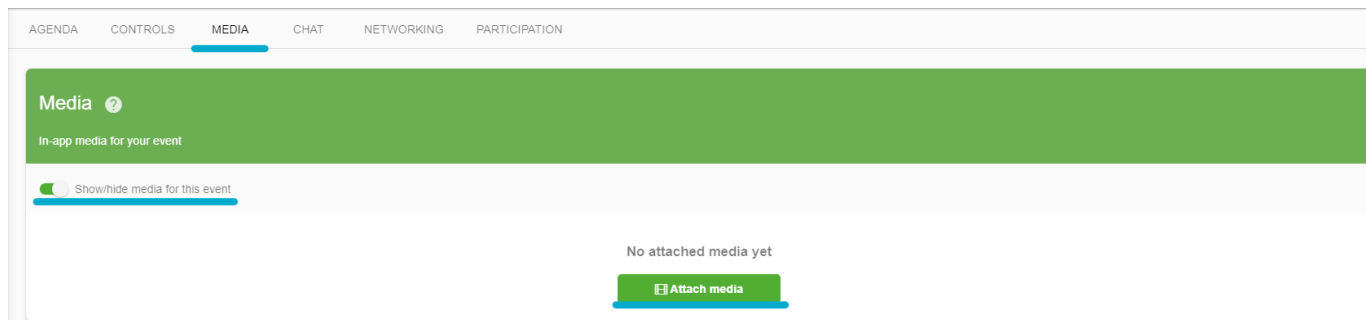 AGENDA CONTROLS MEDIA CHAT NETWORKING PARTICIPATION
Media ?
In-app media for your event
Show/hide media for this event
No attached media yet
Attach media